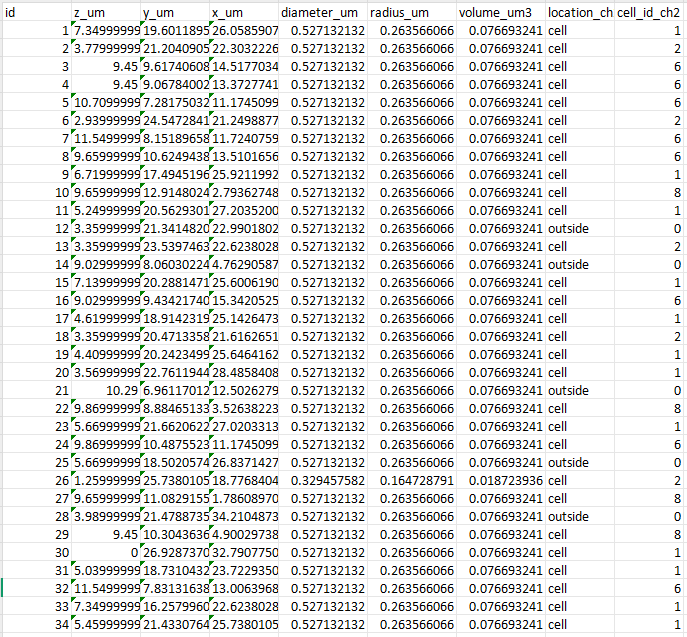 id z_um y_um x_um diameter_um radius_um volume_um3 location_ch cell_id_ch2
1 7.34999999 19.6011895 26.0585907 0.527132132 0.263566066 0.076693241 cell 1
2 3.77999999 21.2040905 22.3032226 0.527132132 0.263566066 0.076693241 cell 2
3 9.45 9.61740608 14.5177034 0.527132132 0.263566066 0.076693241 cell 6
4 9.45 9.06784002 13.3727741 0.527132132 0.263566066 0.076693241 cell 6
5 10.7099999 7.28175032 11.1745099 0.527132132 0.263566066 0.076693241 cell 6
6 2.93999999 24.5472841 21.2498877 0.527132132 0.263566066 0.076693241 cell 2
7 11.5499999 8.15189658 11.7240759 0.527132132 0.263566066 0.076693241 cell 6
8 9.65999999 10.6249438 13.5101656 0.527132132 0.263566066 0.076693241 cell 6
9 6.71999999 17.4945196 25.9211992 0.527132132 0.263566066 0.076693241 cell 1
10 9.65999999 12.9148024 2.79362748 0.527132132 0.263566066 0.076693241 cell 8
11 5.24999999 20.5629301 27.2035200 0.527132132 0.263566066 0.076693241 cell 1
12 3.35999999 21.3414820 22.9901802 0.527132132 0.263566066 0.076693241 outside 0
13 3.35999999 23.5397463 22.6238028 0.527132132 0.263566066 0.076693241 cell 2
14 9.02999999 8.06030224 4.76290587 0.527132132 0.263566066 0.076693241 outside 0
15 7.13999999 20.2881471 25.6006190 0.527132132 0.263566066 0.076693241 cell 1
16 9.02999999 9.43421740 15.3420525 0.527132132 0.263566066 0.076693241 cell 6
17 4.61999999 18.9142319 25.1426473 0.527132132 0.263566066 0.076693241 cell 1
18 3.35999999 20.4713358 21.6162651 0.527132132 0.263566066 0.076693241 cell 2
19 4.40999999 20.2423499 25.6464162 0.527132132 0.263566066 0.076693241 cell 1
20 3.56999999 22.7611944 28.4858408 0.527132132 0.263566066 0.076693241 cell 1
21 10.29 6.96117012 12.5026279 0.527132132 0.263566066 0.076693241 outside 0
22 9.86999999 8.88465133 3.52638223 0.527132132 0.263566066 0.076693241 cell 8
23 5.66999999 21.6620622 27.0203313 0.527132132 0.263566066 0.076693241 cell 1
24 9.86999999 10.4875523 11.1745099 0.527132132 0.263566066 0.076693241 cell 6
25 5.66999999 18.5020574 26.8371427 0.527132132 0.263566066 0.076693241 outside 0
26 1.25999999 25.7380105 18.7768404 0.329457582 0.164728791 0.018723936 cell 2
27 9.65999999 11.0829155 1.78608970 0.527132132 0.263566066 0.076693241 cell 8
28 3.98999999 21.4788735 34.2104873 0.527132132 0.263566066 0.076693241 outside 0
29 9.45 10.3043636 4.90029738 0.527132132 0.263566066 0.076693241 cell 8
30 0 26.9287370 32.7907750 0.527132132 0.263566066 0.076693241 cell 1
31 5.03999999 18.7310432 23.7229350 0.527132132 0.263566066 0.076693241 cell 1
32 11.5499999 7.83131638 13.0063968 0.527132132 0.263566066 0.076693241 cell 6
33 7.34999999 16.2579960 22.6238028 0.527132132 0.263566066 0.076693241 cell 1
34 5.45999999 21.4330764 25.7380105 0.527132132 0.263566066 0.076693241 cell 1